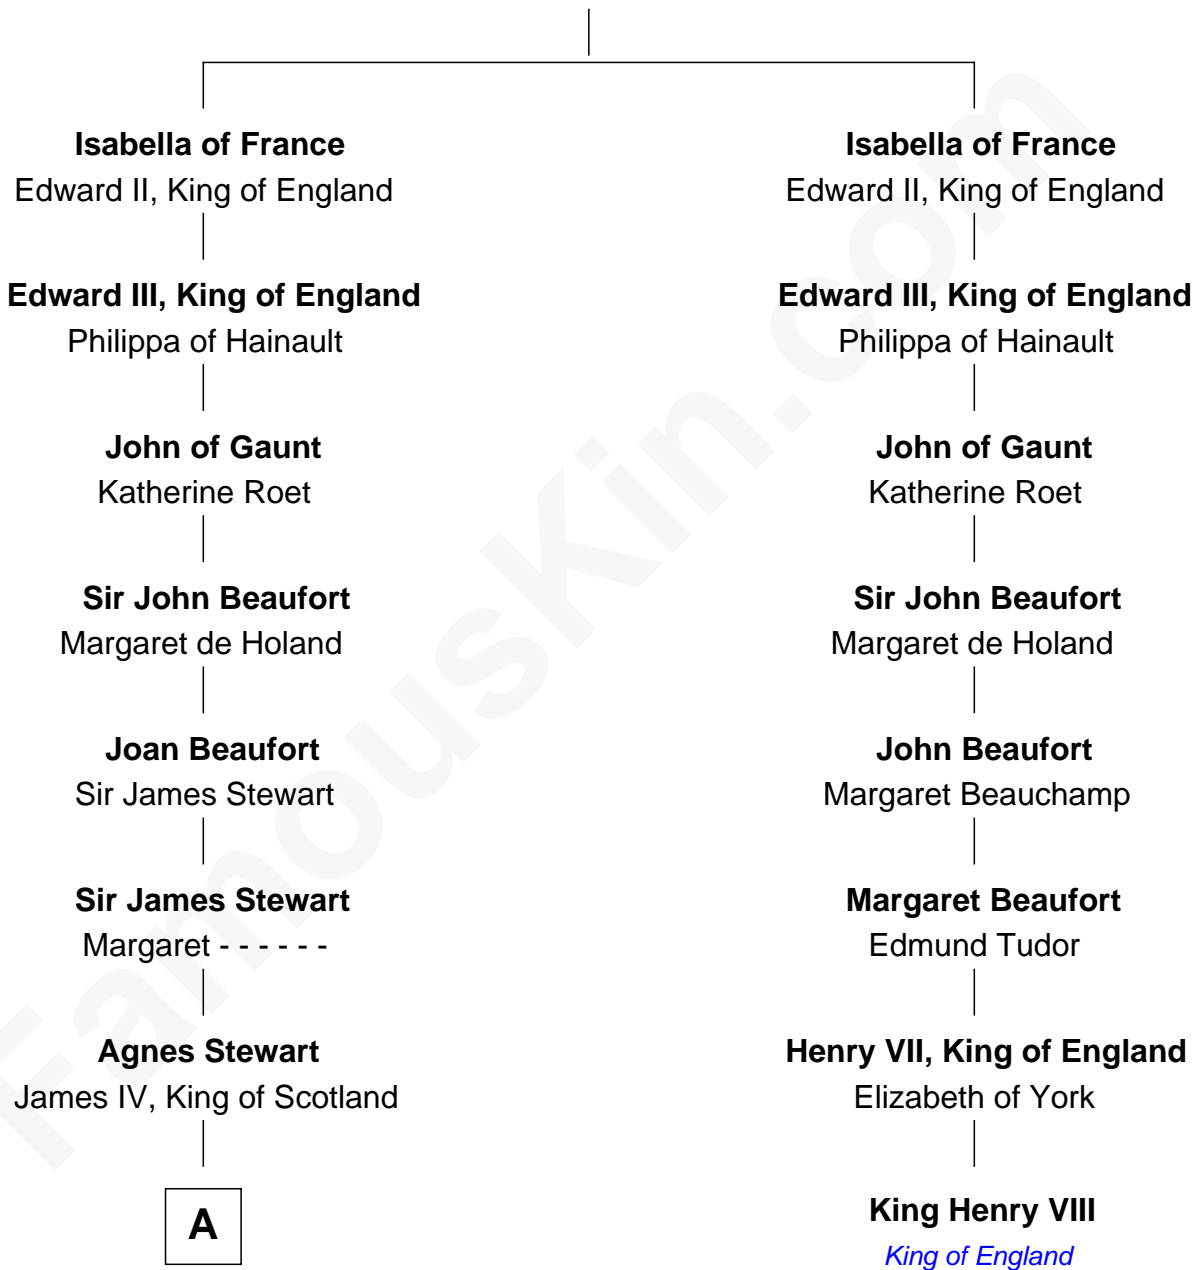 Isabella of France
Edward II, King of England
Edward III, King of England
Philippa of Hainault
John of Gaunt
Katherine Roet
Sir John Beaufort
Margaret de Holand
Joan Beaufort
Sir James Stewart
Sir James Stewart
Margaret - - - - - -
Agnes Stewart
James IV, King of Scotland
A
Isabella of France
Edward II, King of England
Edward III, King of England
Philippa of Hainault
John of Gaunt
Katherine Roet
Sir John Beaufort
Margaret de Holand
John Beaufort
Margaret Beauchamp
Margaret Beaufort
Edmund Tudor
Henry VII, King of England
Elizabeth of York
King Henry VIII
King of England
FamousKin.com